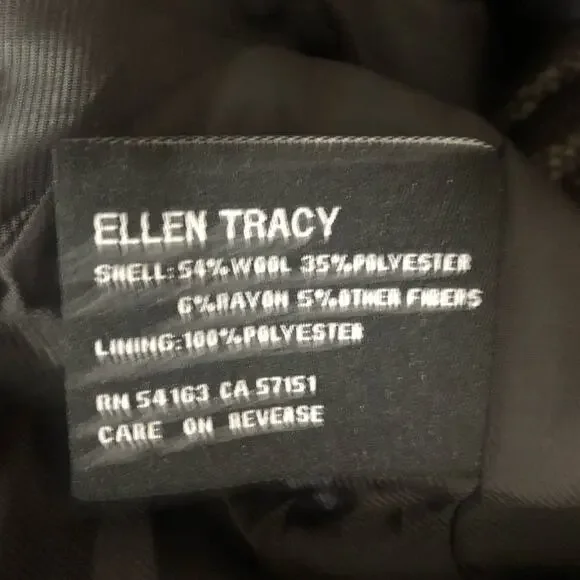 ELLEN TRACY
SHELL:54%WOOL 35%POLYESTER
6%RAYON 5%OTHER FIBERS
LINING:100%POLYESTER
RN 54163 CA 57151
CARE ON REVERSE